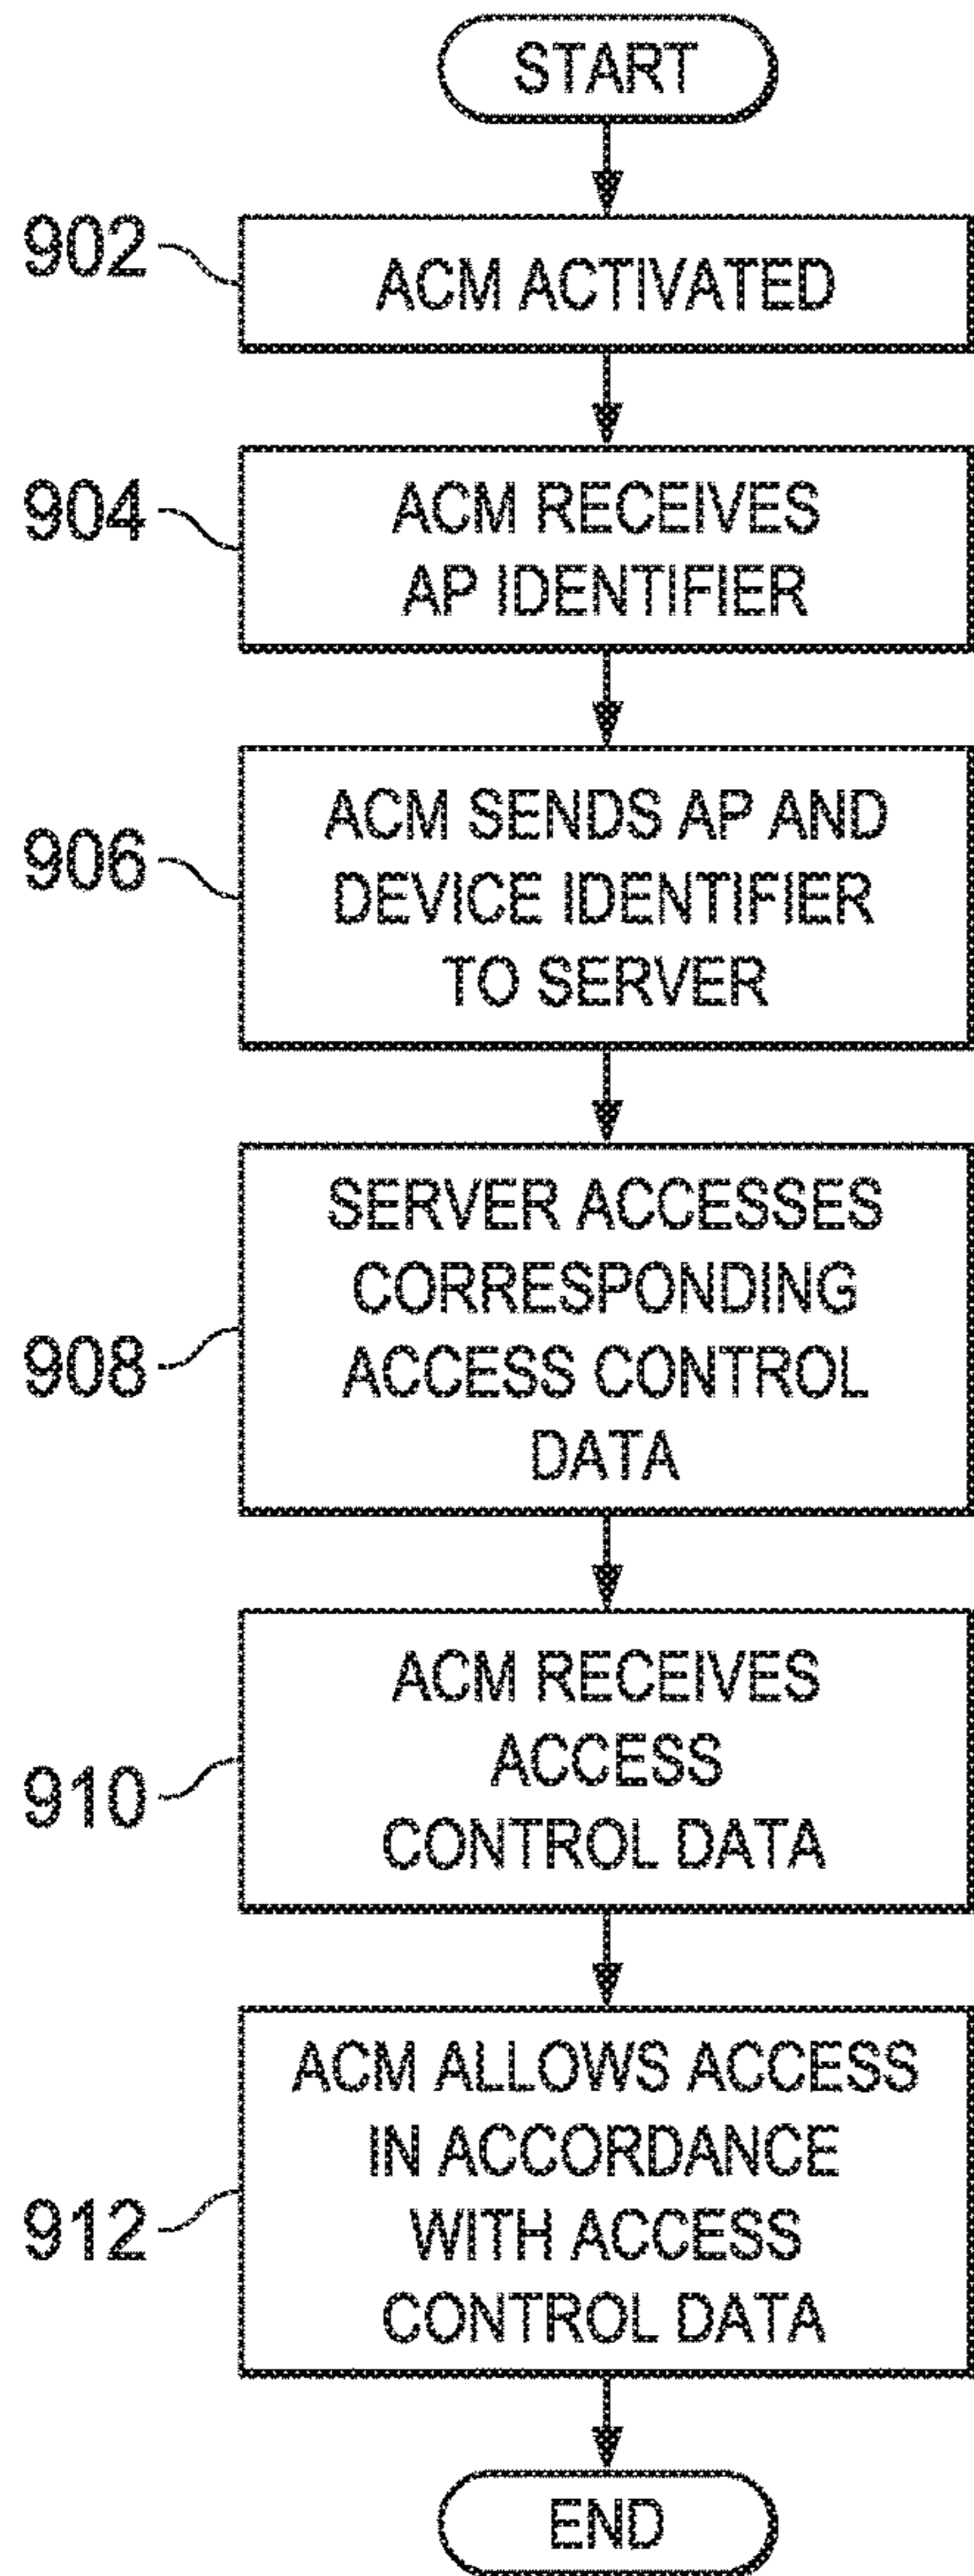 START
902
ACM ACTIVATED
904
ACM RECEIVES
AP IDENTIFIER
906
ACM SENDS AP AND
DEVICE IDENTIFIER
TO SERVER
908
SERVER ACCESSES
CORRESPONDING
ACCESS CONTROL
DATA
910
ACM RECEIVES
ACCESS
CONTROL DATA
912
ACM ALLOWS ACCESS
IN ACCORDANCE
WITH ACCESS
CONTROL DATA
END